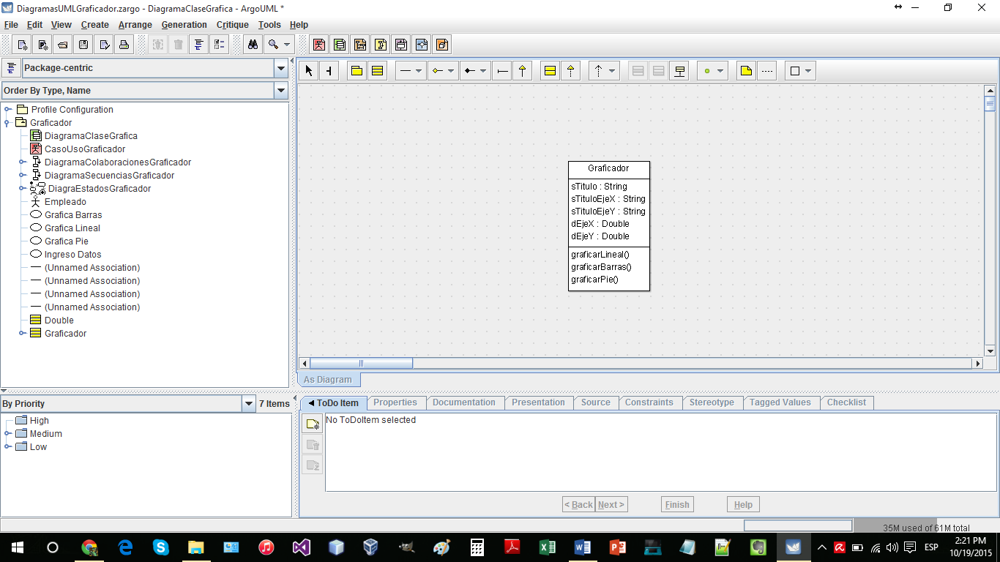 DiagramasUMLGraficador.zargo - DiagramaClaseGrafica - ArgoUML *
File Edit View Create Arrange Generation Critique Tools Help
Package-centric
Order By Type, Name
Profile Configuration
Graficador
DiagramaClaseGrafica
CasoUsoGraficador
DiagramaColaboracionesGraficador
DiagramaSecuenciasGraficador
DiagraEstadosGraficador
Empleado
Grafica Barras
Grafica Lineal
Grafica Pie
Ingreso Datos
(Unnamed Association)
(Unnamed Association)
(Unnamed Association)
(Unnamed Association)
Double
Graficador
Graficador
sTitulo : String
sTituloEjeX : String
sTituloEjeY : String
dEjeX : Double
dEjeY : Double
graficarLineal()
graficarBarras()
graficarPie()
As Diagram
By Priority 7 Items
High
Medium
Low
ToDo Item Properties Documentation Presentation Source Constraints Stereotype Tagged Values Checklist
No ToDoItem selected
< Back Next > Finish Help
35M used of 61M total
ESP
2:21 PM
10/19/2015